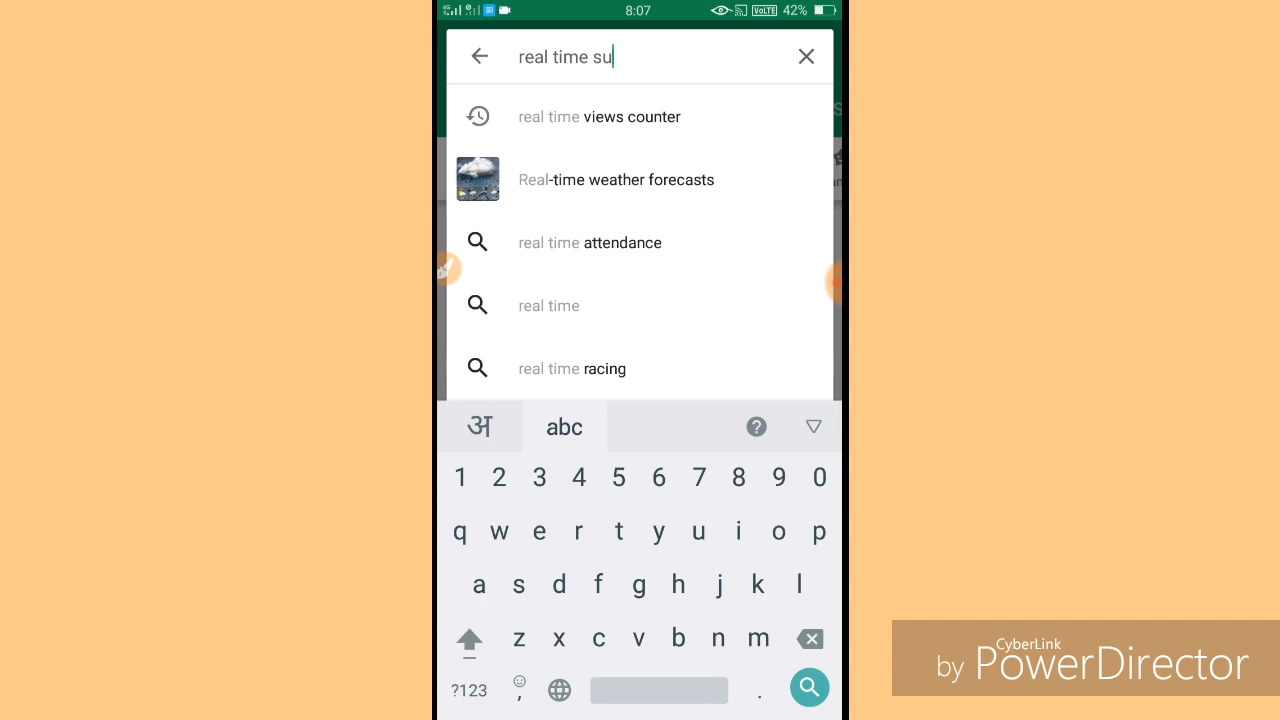 4G 8:07 VoLTE 42%
real time su
real time views counter
Real-time weather forecasts
real time attendance
real time
real time racing
अ abc ?
1 2 3 4 5 6 7 8 9 0
q w e r t y u i o p
a s d f g h j k l
z x c v b n m
?123 , .
CyberLink
by PowerDirector